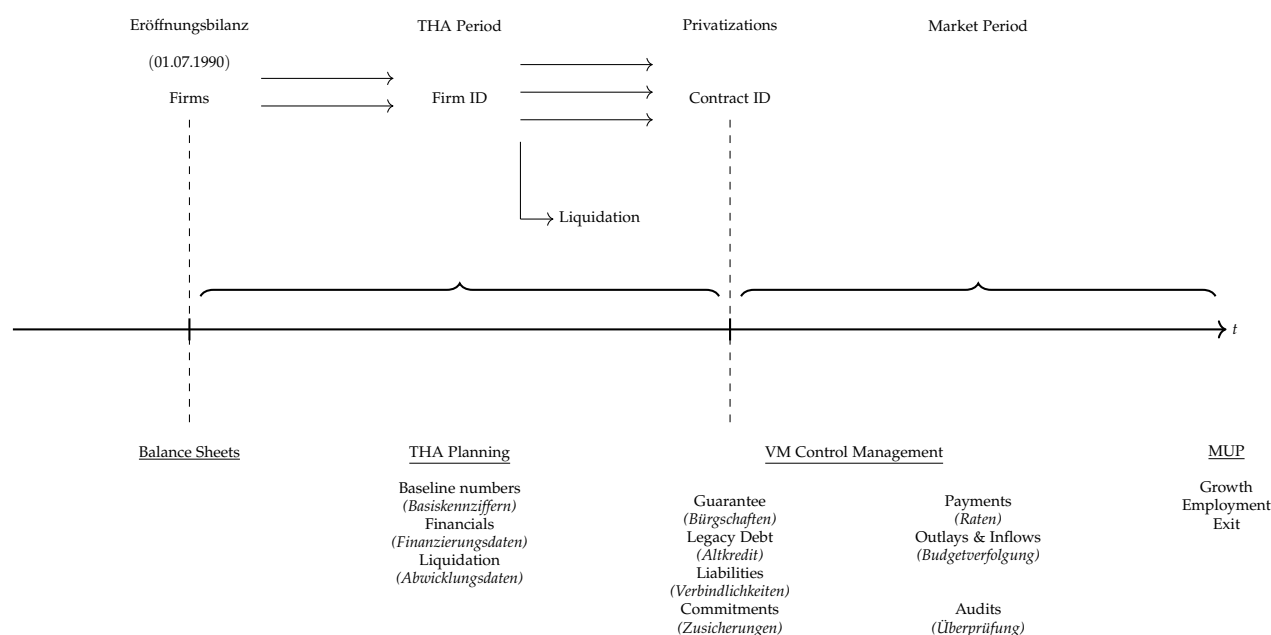 Eröffnungsbilanz
THA Period
Privatizations
Market Period
(01.07.1990)
Firms
Firm ID
Contract ID
Liquidation
t
Balance Sheets
THA Planning
VM Control Management
MUP
Baseline numbers
(Basiskennziffern)
Financials
(Finanzierungsdaten)
Liquidation
(Abwicklungsdaten)
Guarantee
(Bürgschaften)
Legacy Debt
(Altkredit)
Liabilities
(Verbindlichkeiten)
Commitments
(Zusicherungen)
Payments
(Raten)
Outlays & Inflows
(Budgetverfolgung)
Audits
(Überprüfung)
Growth
Employment
Exit